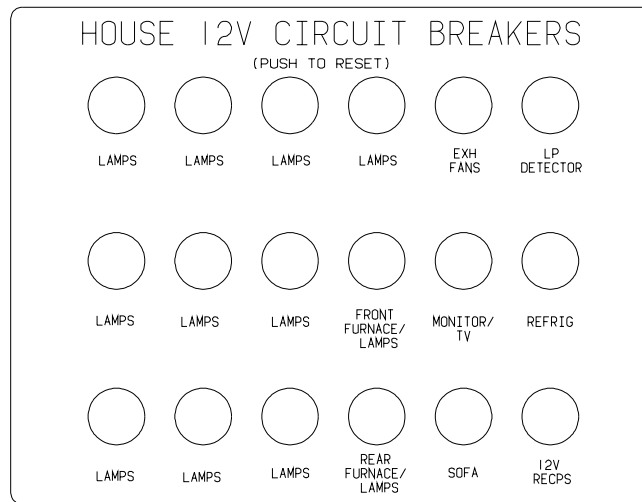 HOUSE 12V CIRCUIT BREAKERS
(PUSH TO RESET)
LAMPS LAMPS LAMPS LAMPS EXH FANS LP DETECTOR
LAMPS LAMPS LAMPS FRONT FURNACE/ LAMPS MONITOR/ TV REFRIG
LAMPS LAMPS LAMPS REAR FURNACE/ LAMPS SOFA 12V RECPS